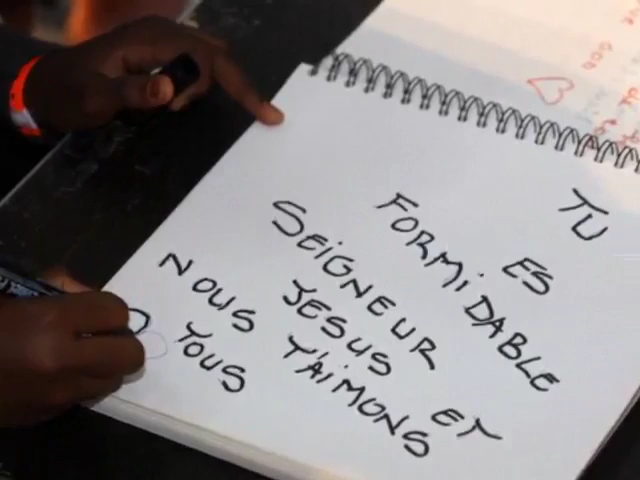 TU
ES
FORMIDABLE
SEIGNEUR
JESUS ET
NOUS T'AIMONS
TOUS